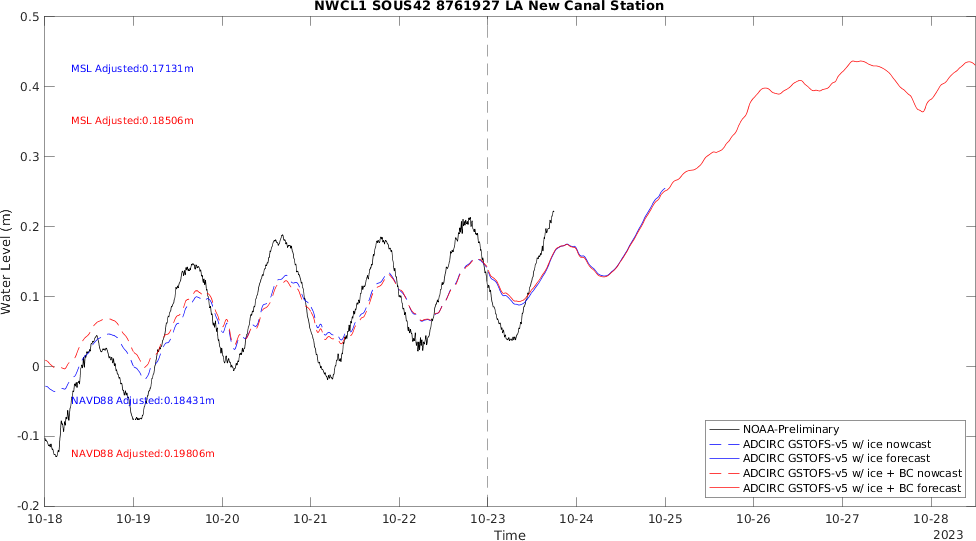 NWCL1 SOUS42 8761927 LA New Canal Station
Water Level (m)
0.5
0.4
0.3
0.2
0.1
0
-0.1
-0.2
MSL Adjusted:0.17131m
MSL Adjusted:0.18506m
NAVD88 Adjusted:0.18431m
NAVD88 Adjusted:0.19806m
NOAA-Preliminary
ADCIRC GSTOFS-v5 w/ ice nowcast
ADCIRC GSTOFS-v5 w/ ice forecast
ADCIRC GSTOFS-v5 w/ ice + BC nowcast
ADCIRC GSTOFS-v5 w/ ice + BC forecast
10-18 10-19 10-20 10-21 10-22 10-23 10-24 10-25 10-26 10-27 10-28
Time
2023